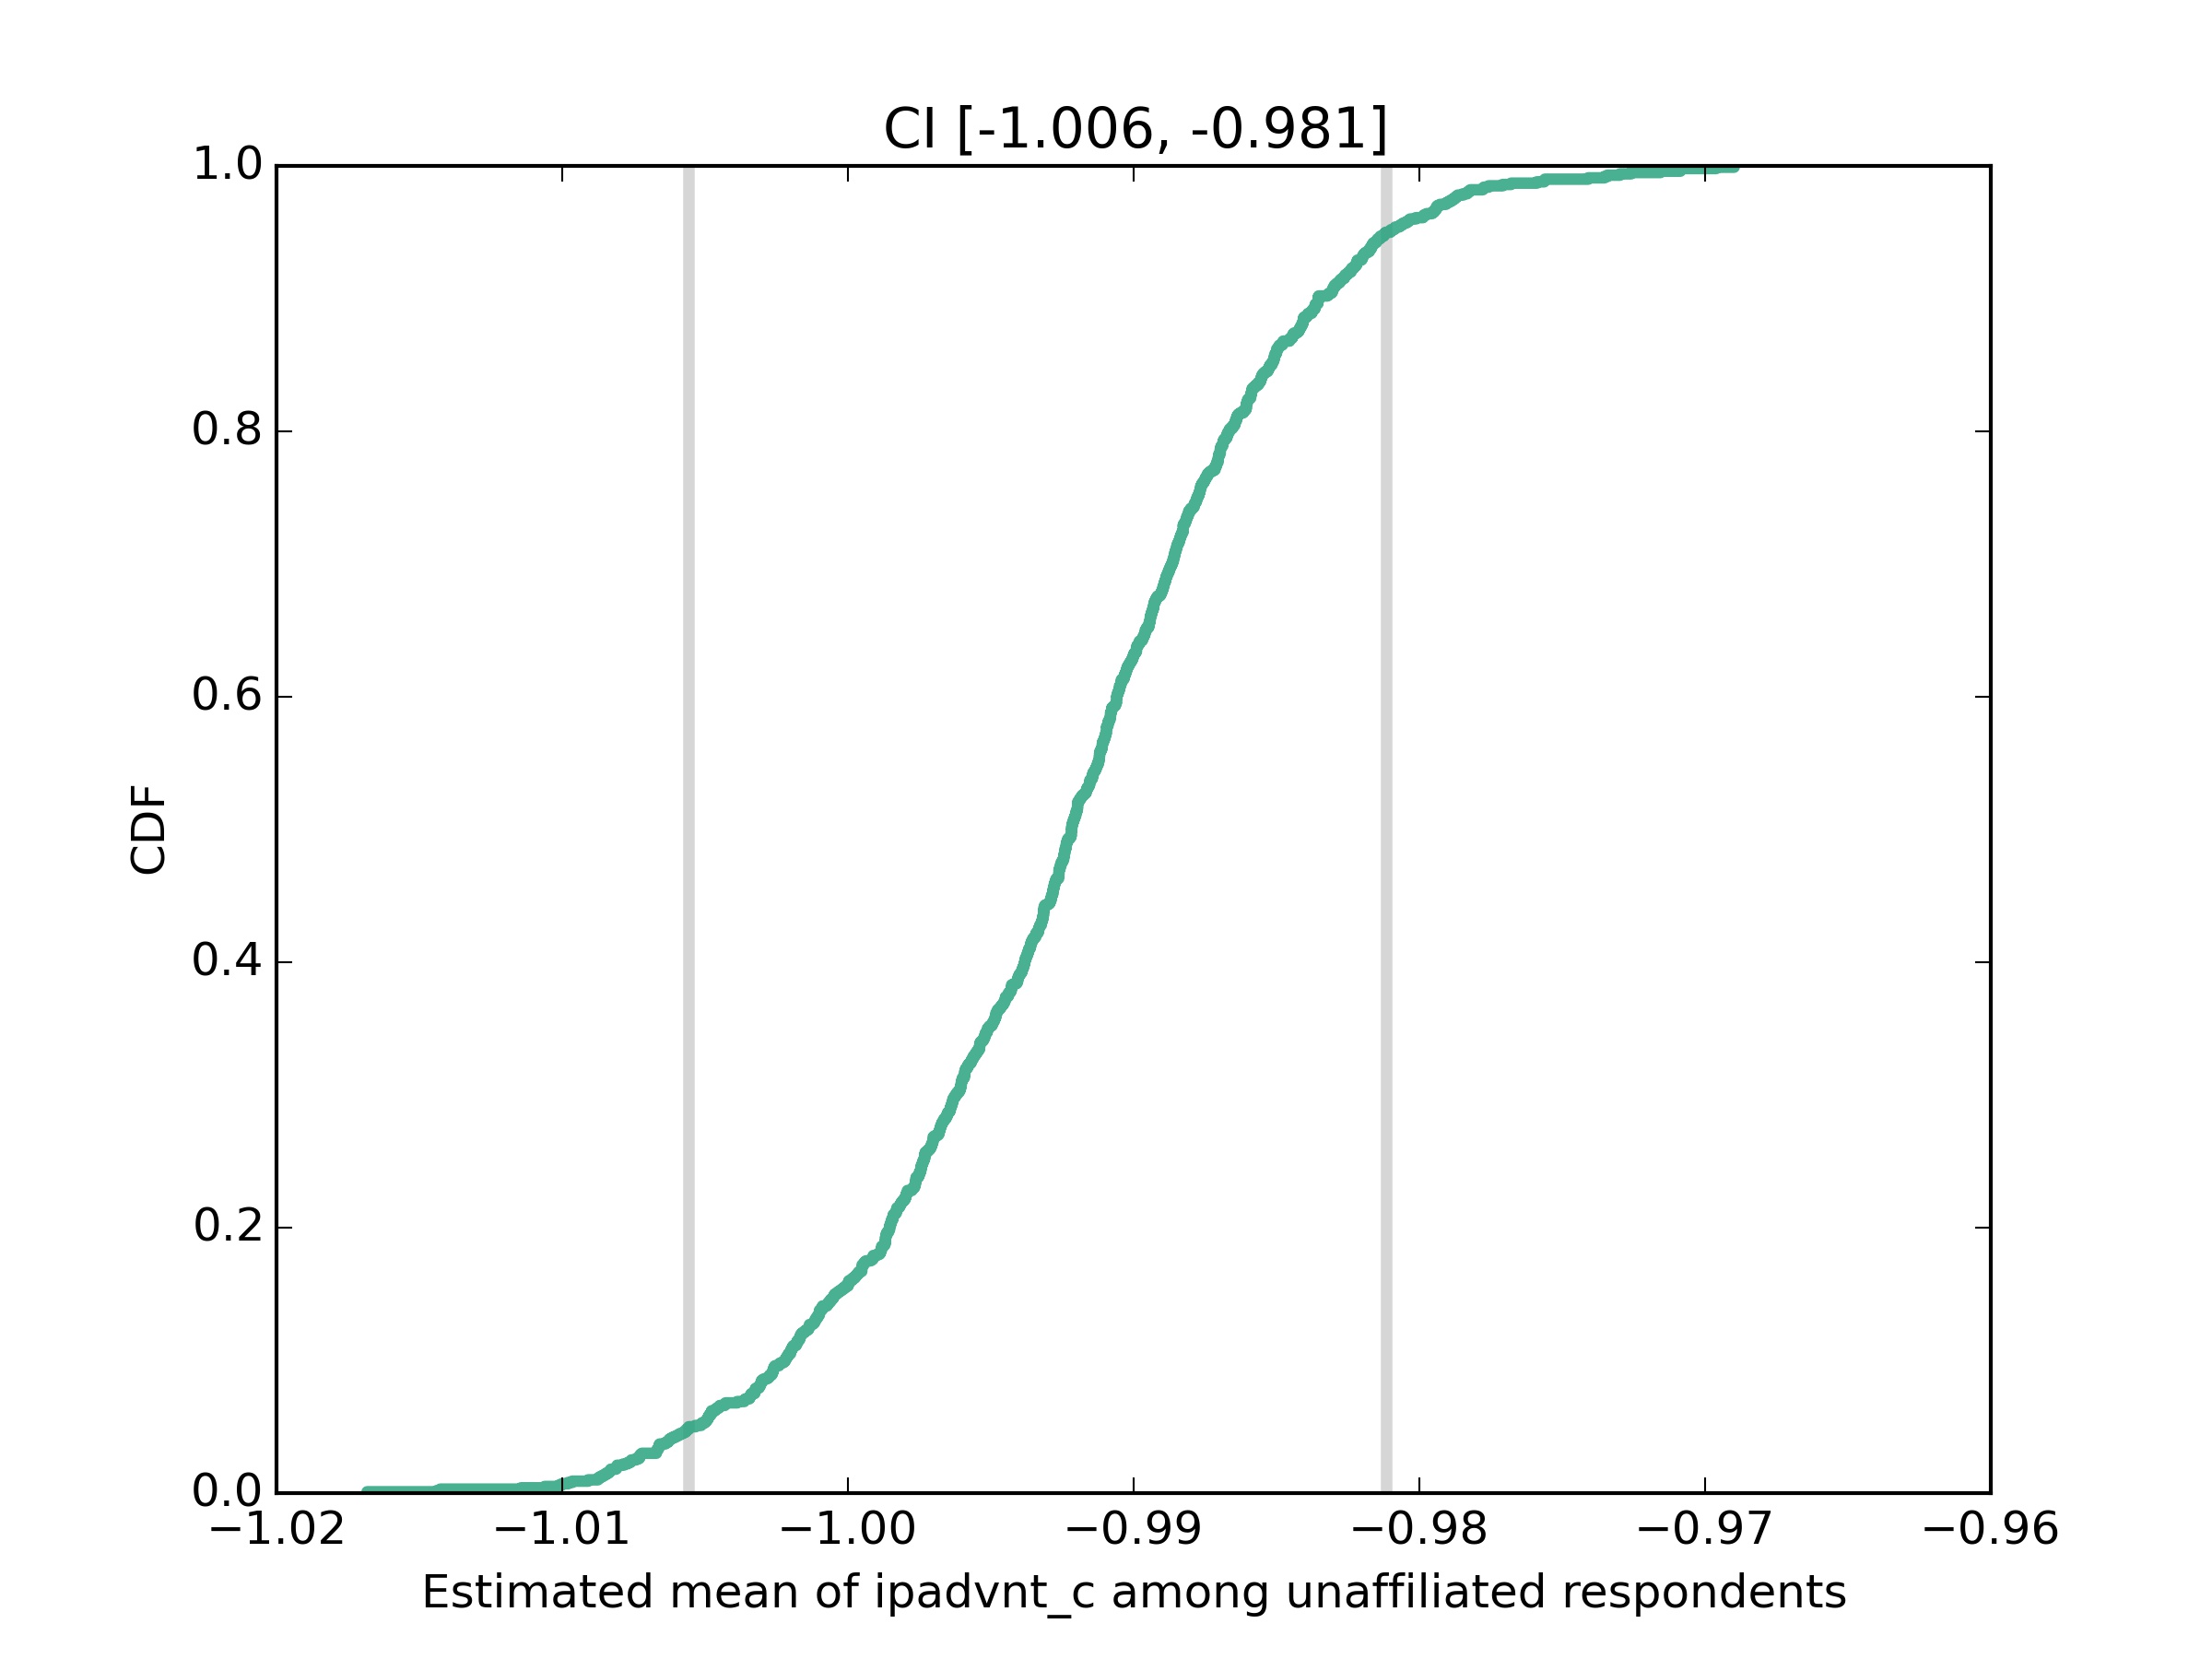 CI [-1.006, -0.981]
1.0
0.8
0.6
0.4
0.2
0.0
CDF
−1.02 −1.01 −1.00 −0.99 −0.98 −0.97 −0.96
Estimated mean of ipadvnt_c among unaffiliated respondents